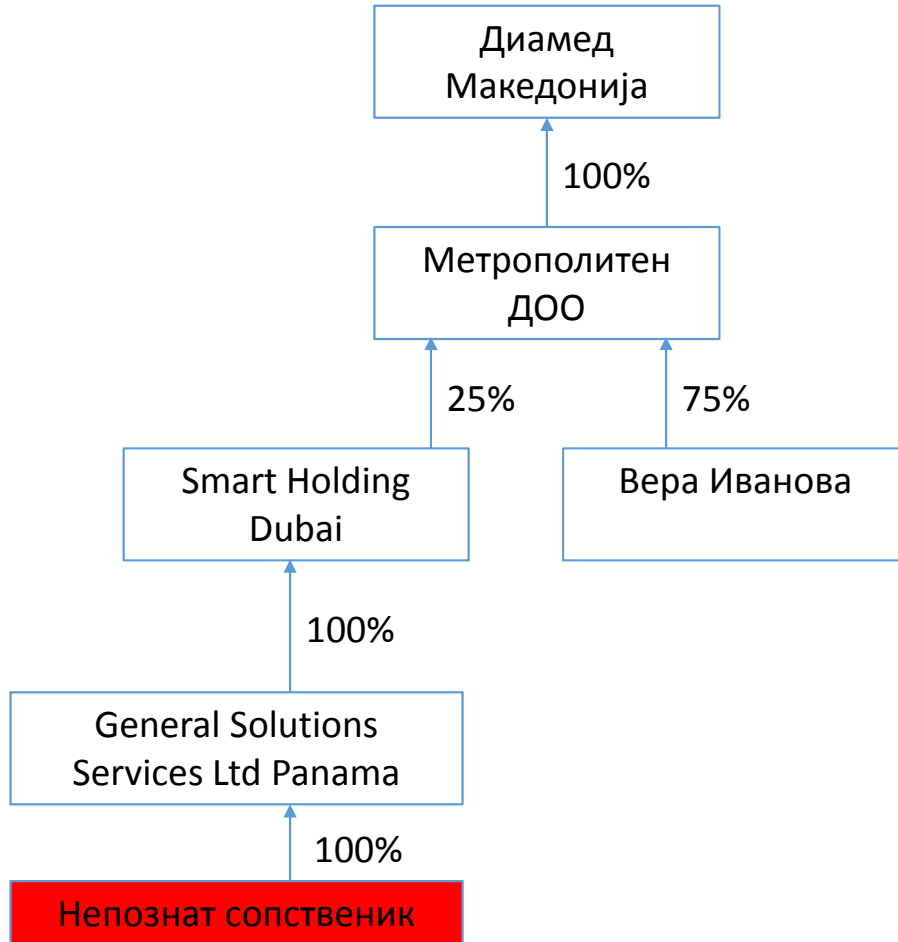 Диамед
Македонија
100%
Метрополитен
ДОО
25%
75%
Smart Holding
Dubai
Вера Иванова
100%
General Solutions
Services Ltd Panama
100%
Непознат сопственик